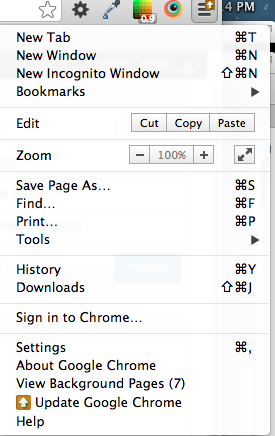 0.9
4 PM
New Tab ⌘T
New Window ⌘N
New Incognito Window ⇧⌘N
Bookmarks ▶
Edit Cut Copy Paste
Zoom − 100% +
Save Page As... ⌘S
Find... ⌘F
Print... ⌘P
Tools ▶
History ⌘Y
Downloads ⇧⌘J
Sign in to Chrome...
Settings ⌘,
About Google Chrome
View Background Pages (7)
Update Google Chrome
Help